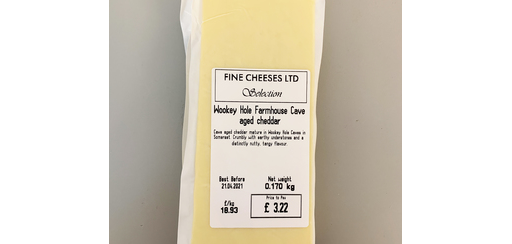 FINE CHEESES LTD
Selection
Wookey Hole Farmhouse Cave
aged cheddar
Cave aged cheddar mature in Wookey Hole Caves in
Somerset Crumbly with earthy understones and a
distinctly nutty, tangy flavour.
Best Before
Net weight
21.04.2021
0.170 kg
£/kg
Price to Pay
18.93
£ 3.22